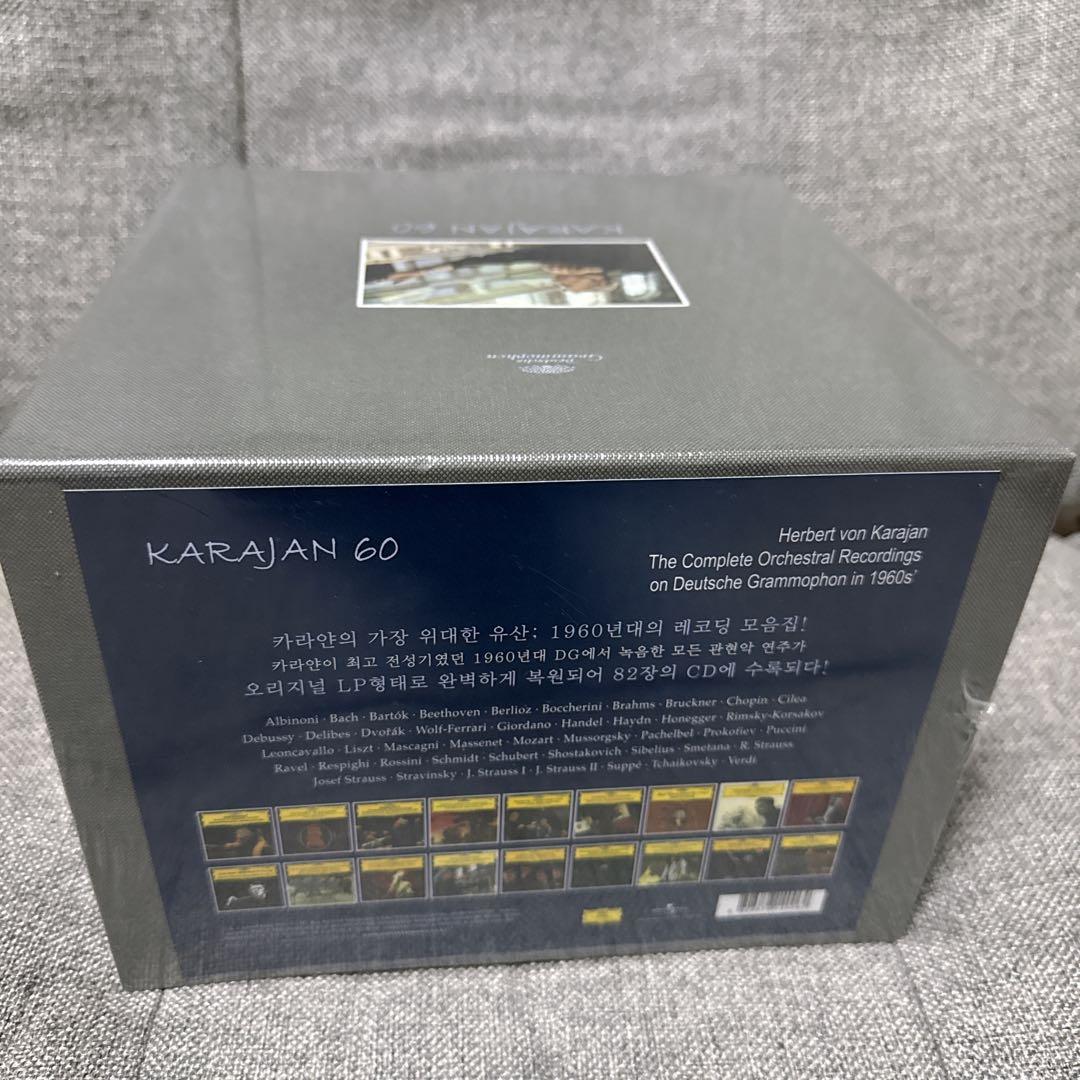 KARAJAN 60
Deutsche
Grammophon
KARAJAN 60
Herbert von Karajan
The Complete Orchestral Recordings
on Deutsche Grammophon in 1960s'
카라얀의 가장 위대한 유산; 1960년대의 레코딩 모음집!
카라얀이 최고 전성기였던 1960년대 DG에서 녹음한 모든 관현악 연주가
오리지널 LP형태로 완벽하게 복원되어 82장의 CD에 수록되다!
Albinoni · Bach · Bartók · Beethoven · Berlioz · Boccherini · Brahms · Bruckner · Chopin · Cilea
Debussy · Delibes · Dvořák · Wolf-Ferrari · Giordano · Handel · Haydn · Honegger · Rimsky-Korsakov
Leoncavallo · Liszt · Mascagni · Massenet · Mozart · Mussorgsky · Pachelbel · Prokofiev · Puccini
Ravel · Respighi · Rossini · Schmidt · Schubert · Shostakovich · Sibelius · Smetana · R. Strauss
Josef Strauss · Stravinsky · J. Strauss I · J. Strauss II · Suppé · Tchaikovsky · Verdi